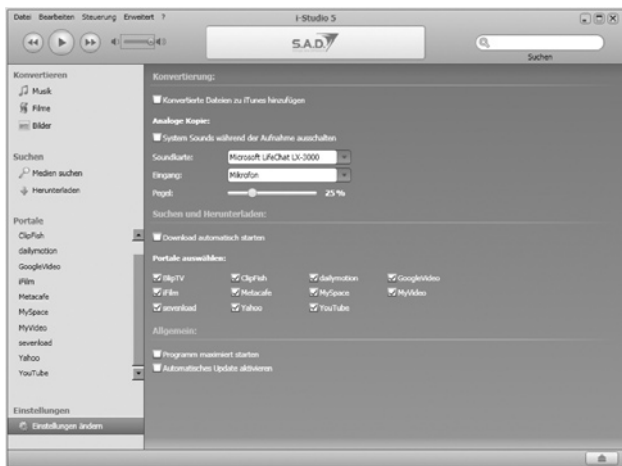 i-Studio 5
Datei Bearbeiten Steuerung Erweitert ?
S.A.D.
Suchen
Konvertieren
Musik
Filme
Bilder
Suchen
Medien suchen
Herunterladen
Portale
ClipFish
dailymotion
GoogleVideo
iFilm
Metacafe
MySpace
MyVideo
sevenload
Yahoo
YouTube
Einstellungen
Einstellungen ändern
Konvertierung:
Konvertierte Dateien zu iTunes hinzufügen
Analoge Kopie:
System Sounds während der Aufnahme ausschalten
Soundkarte: Microsoft LifeChat LX-3000
Eingang: Mikrofon
Pegel: 25 %
Suchen und Herunterladen:
Download automatisch starten
Portale auswählen:
BlipTV ClipFish dailymotion GoogleVideo
iFilm Metacafe MySpace MyVideo
sevenload Yahoo YouTube
Allgemein:
Programm maximiert starten
Automatisches Update aktivieren